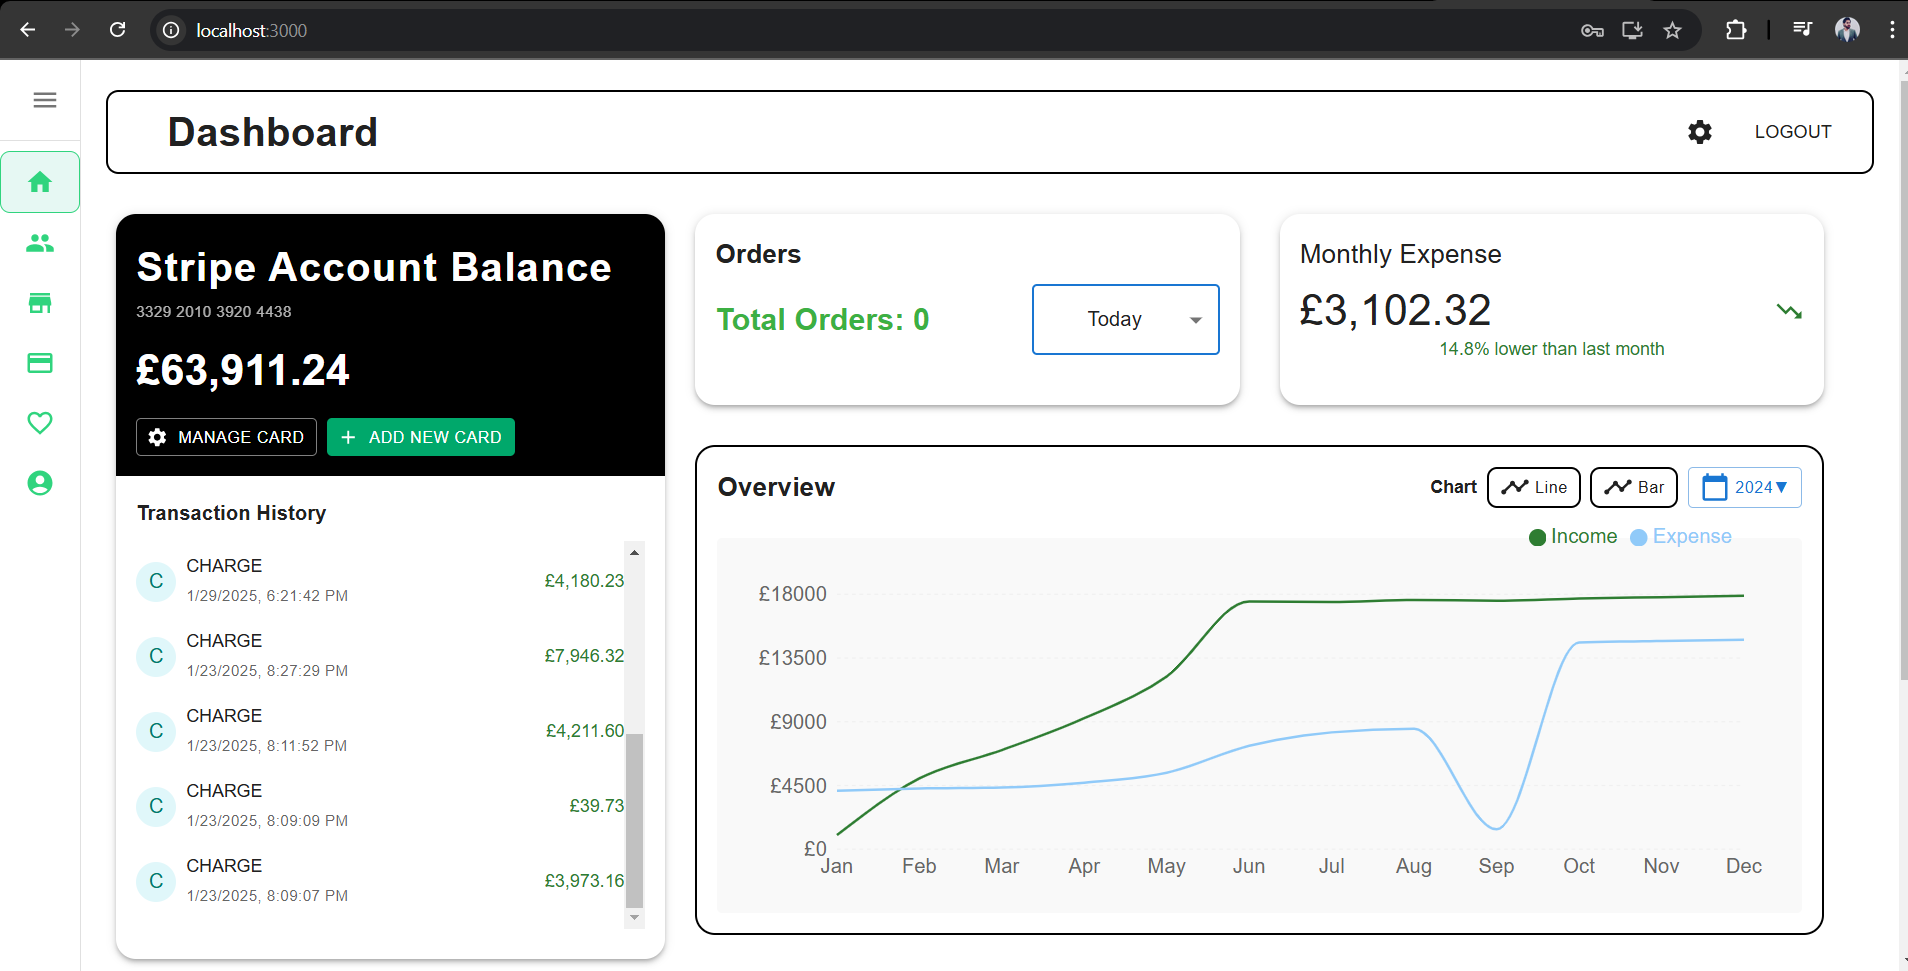 localhost:3000
Dashboard
LOGOUT
Stripe Account Balance
3329 2010 3920 4438
£63,911.24
MANAGE CARD
ADD NEW CARD
Transaction History
C
CHARGE
1/29/2025, 6:21:42 PM
£4,180.23
C
CHARGE
1/23/2025, 8:27:29 PM
£7,946.32
C
CHARGE
1/23/2025, 8:11:52 PM
£4,211.60
C
CHARGE
1/23/2025, 8:09:09 PM
£39.73
C
CHARGE
1/23/2025, 8:09:07 PM
£3,973.16
Orders
Total Orders: 0
Today
Monthly Expense
£3,102.32
14.8% lower than last month
Overview
Chart
Line
Bar
2024▼
Income
Expense
£18000
£13500
£9000
£4500
£0
Jan Feb Mar Apr May Jun Jul Aug Sep Oct Nov Dec